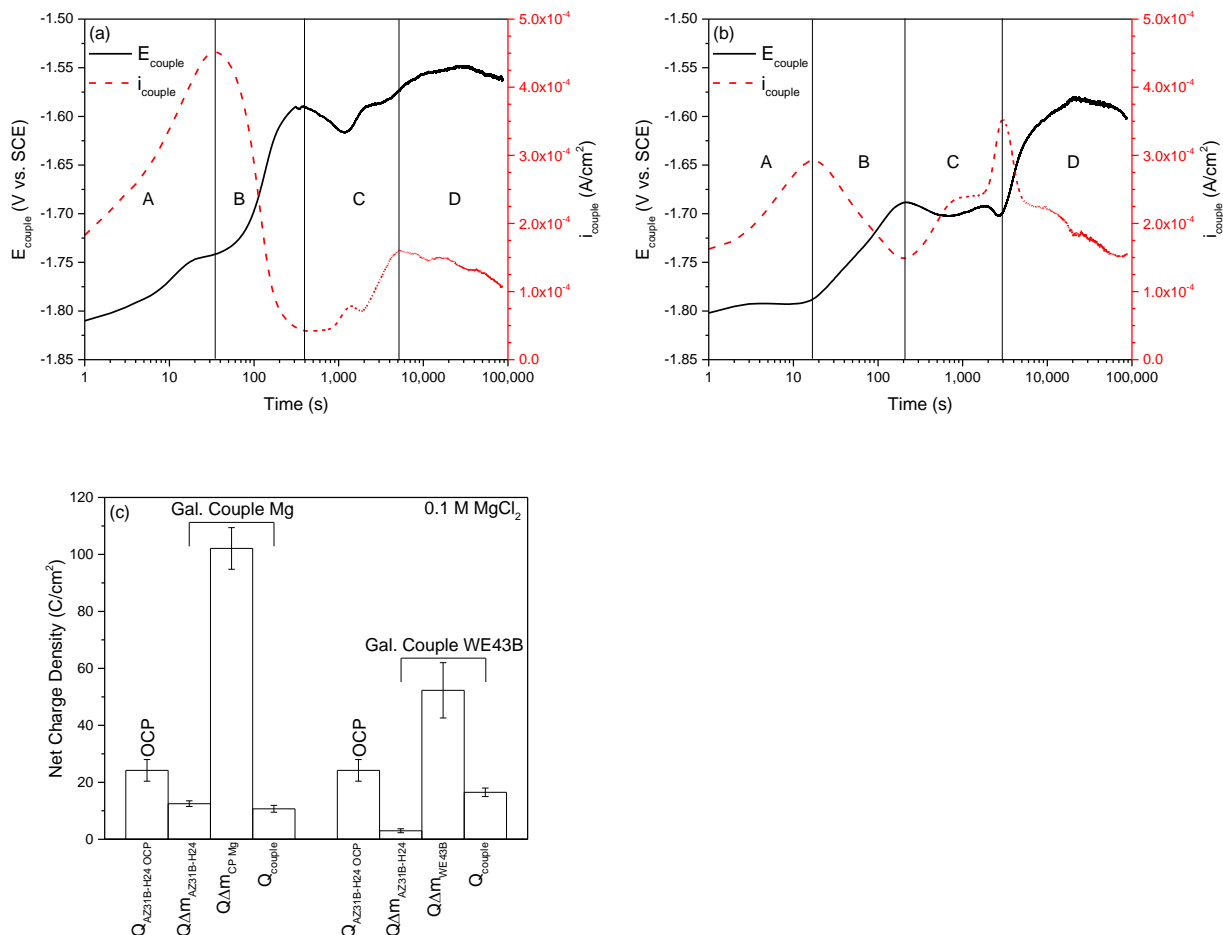 (a)
E_couple
i_couple
A
B
C
D
-1.50
-1.55
-1.60
-1.65
-1.70
-1.75
-1.80
-1.85
E_couple (V vs. SCE)
5.0x10⁻⁴
4.0x10⁻⁴
3.0x10⁻⁴
2.0x10⁻⁴
1.0x10⁻⁴
0.0
i_couple (A/cm²)
1 10 100 1,000 10,000 100,000
Time (s)
(b)
E_couple
i_couple
A
B
C
D
-1.50
-1.55
-1.60
-1.65
-1.70
-1.75
-1.80
-1.85
E_couple (V vs. SCE)
5.0x10⁻⁴
4.0x10⁻⁴
3.0x10⁻⁴
2.0x10⁻⁴
1.0x10⁻⁴
0.0
i_couple (A/cm²)
1 10 100 1,000 10,000 100,000
Time (s)
(c)
Gal. Couple Mg
0.1 M MgCl₂
Gal. Couple WE43B
OCP
OCP
120
100
80
60
40
20
0
Net Charge Density (C/cm²)
Q_AZ31B-H24 OCP
QΔm_AZ31B-H24
QΔm_CP Mg
Q_couple
Q_AZ31B-H24 OCP
QΔm_AZ31B-H24
QΔm_WE43B
Q_couple